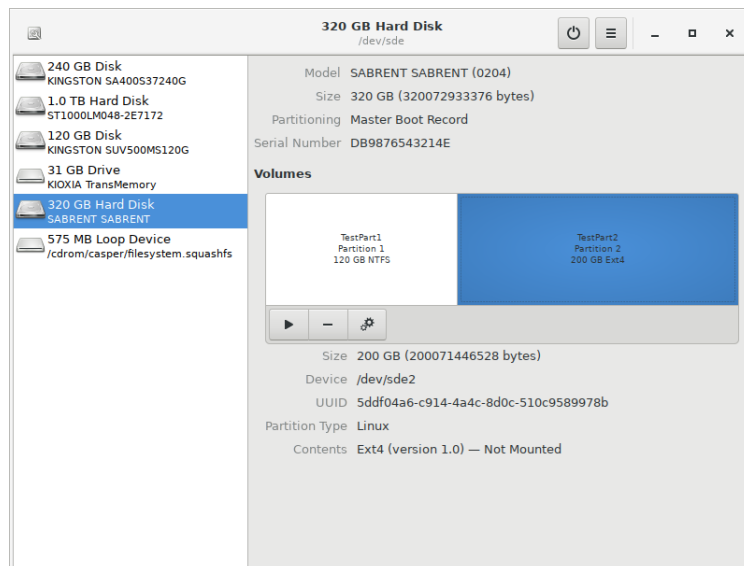 320 GB Hard Disk
/dev/sde
240 GB Disk
KINGSTON SA400S37240G
1.0 TB Hard Disk
ST1000LM048-2E7172
120 GB Disk
KINGSTON SUV500MS120G
31 GB Drive
KIOXIA TransMemory
320 GB Hard Disk
SABRENT SABRENT
575 MB Loop Device
/cdrom/casper/filesystem.squashfs
Model SABRENT SABRENT (0204)
Size 320 GB (320072933376 bytes)
Partitioning Master Boot Record
Serial Number DB9876543214E
Volumes
TestPart1
Partition 1
120 GB NTFS
TestPart2
Partition 2
200 GB Ext4
Size 200 GB (200071446528 bytes)
Device /dev/sde2
UUID 5ddf04a6-c914-4a4c-8d0c-510c9589978b
Partition Type Linux
Contents Ext4 (version 1.0) — Not Mounted